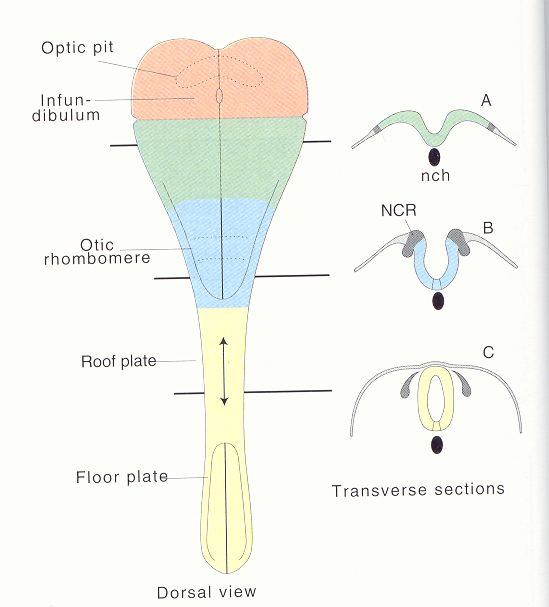 Optic pit
Infun-
dibulum
A
nch
NCR
B
Otic
rhombomere
Roof plate
C
Floor plate
Transverse sections
Dorsal view